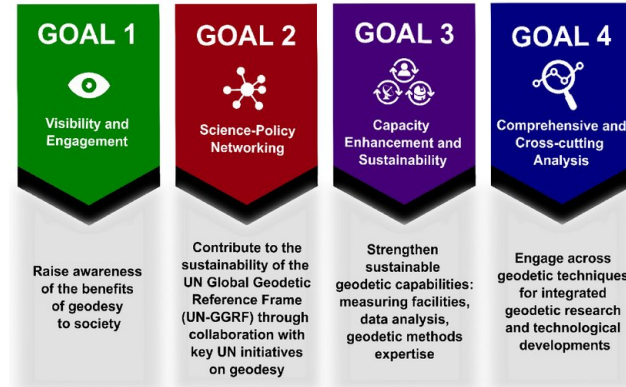 GOAL 1
Visibility and
Engagement
Raise awareness
of the benefits
of geodesy
to society
GOAL 2
Science-Policy
Networking
Contribute to the
sustainability of the
UN Global Geodetic
Reference Frame
(UN-GGRF) through
collaboration with
key UN initiatives
on geodesy
GOAL 3
Capacity
Enhancement and
Sustainability
Strengthen
sustainable
geodetic capabilities:
measuring facilities,
data analysis,
geodetic methods
expertise
GOAL 4
Comprehensive and
Cross-cutting
Analysis
Engage across
geodetic techniques
for integrated
geodetic research
and technological
developments